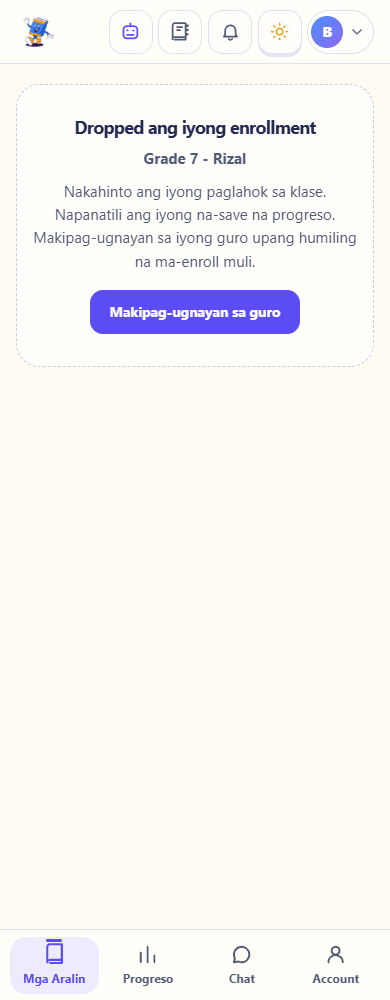 B
Dropped ang iyong enrollment
Grade 7 - Rizal
Nakahinto ang iyong paglahok sa klase.
Napanatili ang iyong na-save na progreso.
Makipag-ugnayan sa iyong guro upang humiling
na ma-enroll muli.
Makipag-ugnayan sa guro
Mga Aralin
Progreso
Chat
Account